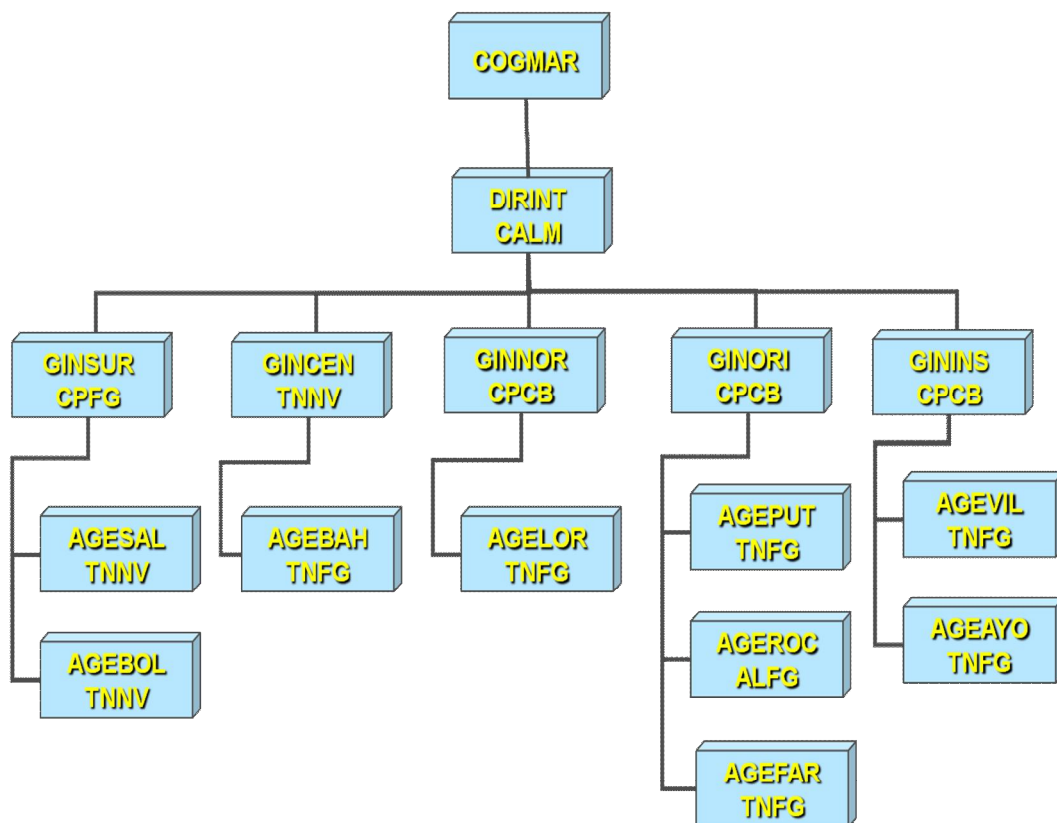 COGMAR
DIRINT
CALM
GINSUR
CPFG
GINCEN
TNNV
GINNOR
CPCB
GINORI
CPCB
GININS
CPCB
AGESAL
TNNV
AGEBAH
TNFG
AGELOR
TNFG
AGEPUT
TNFG
AGEVIL
TNFG
AGEBOL
TNNV
AGEROC
ALFG
AGEAYO
TNFG
AGEFAR
TNFG